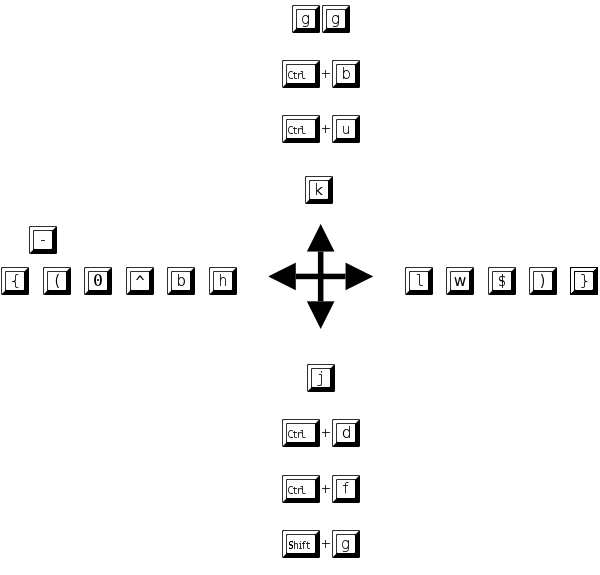 g g
Ctrl + b
Ctrl + u
k
-
{ ( 0 ^ b h l w $ ) }
j
Ctrl + d
Ctrl + f
Shift + g